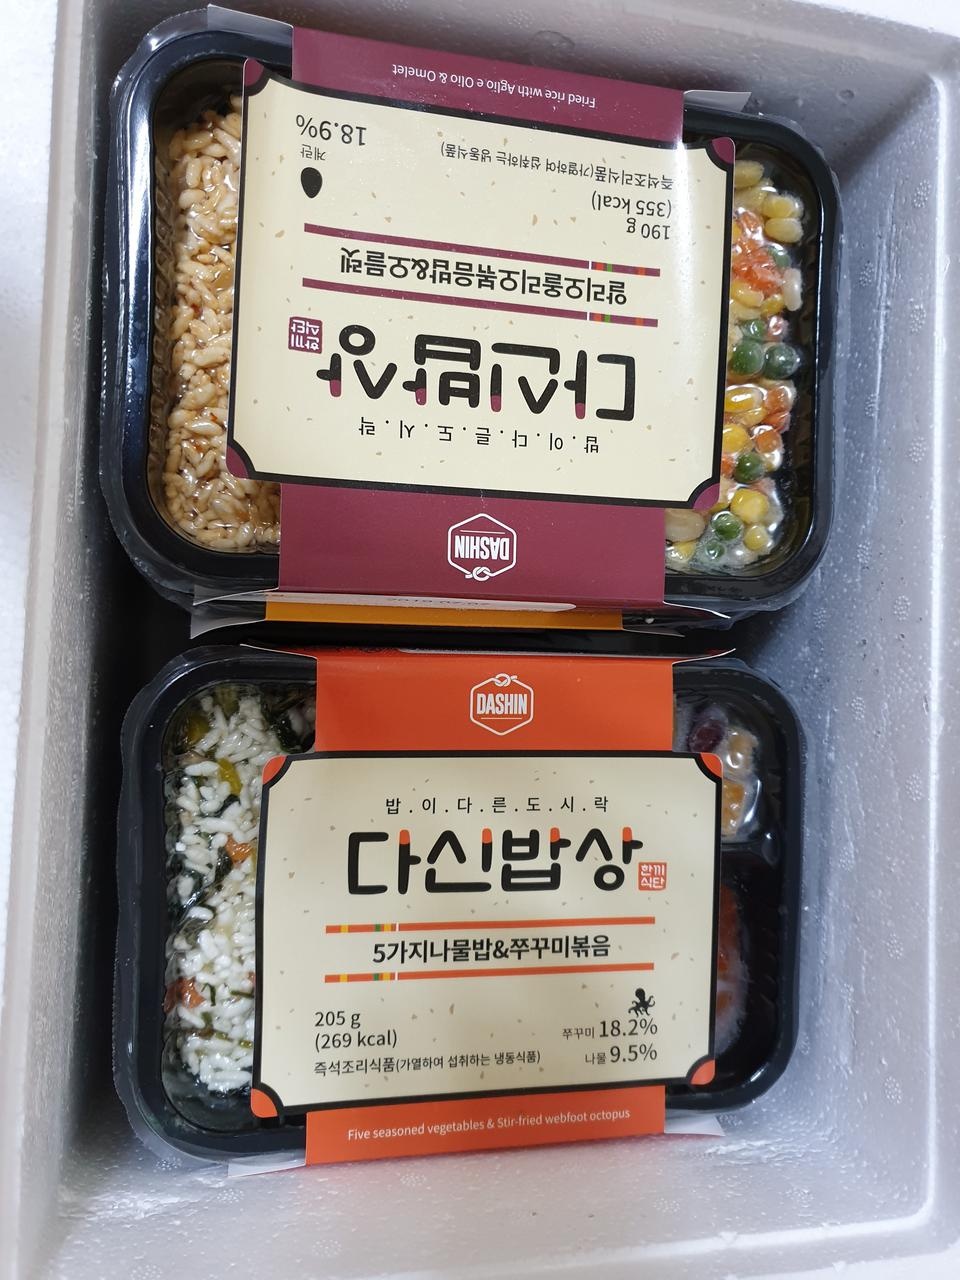 DASHIN
밥.이.다.른.도.시.락
다신밥상
한끼
식단
알리오올리오볶음밥&오믈렛
190 g
(355 kcal)
즉석조리식품(가열하여 섭취하는 냉동식품)
계란
18.9%
Fried rice with Aglio e Olio & Omelet
DASHIN
밥.이.다.른.도.시.락
다신밥상
한끼
식단
5가지나물밥&쭈꾸미볶음
205 g
(269 kcal)
즉석조리식품(가열하여 섭취하는 냉동식품)
쭈꾸미 18.2%
나물 9.5%
Five seasoned vegetables & Stir-fried webfoot octopus